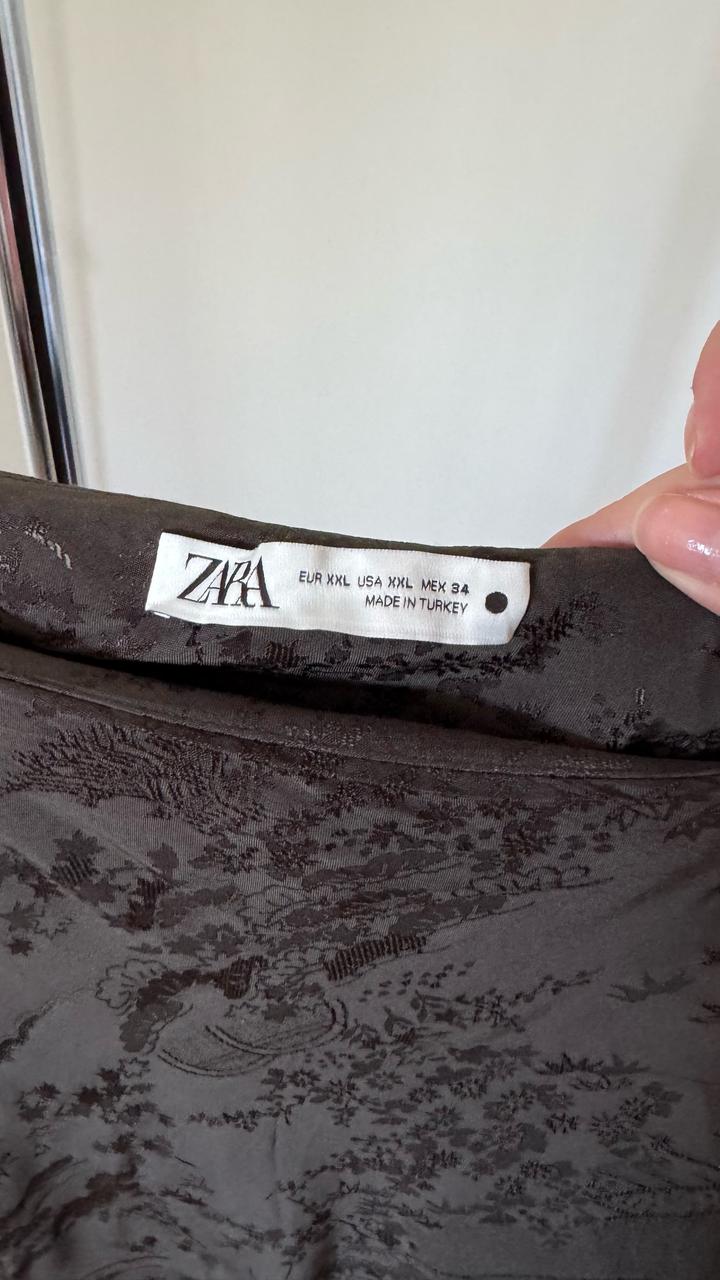 ZARA
EUR XXL USA XXL MEX 34
MADE IN TURKEY